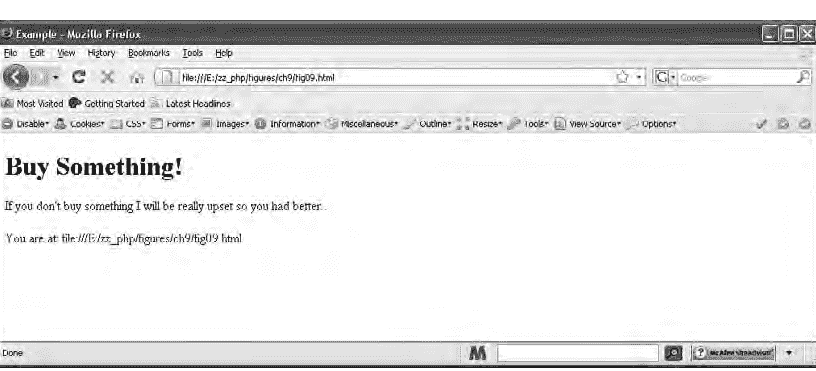 Example - Mozilla Firefox
File Edit View History Bookmarks Tools Help
file:///E:/zz_php/figures/ch9/fig09.html
G Google
Most Visited Getting Started Latest Headlines
Disable Cookies CSS Forms Images Information Miscellaneous Outline Resize Tools View Source Options
Buy Something!
If you don't buy something I will be really upset so you had better.
You are at: file:///E:/zz_php/figures/ch9/fig09.html
Done
M
McAfee SiteAdvisor